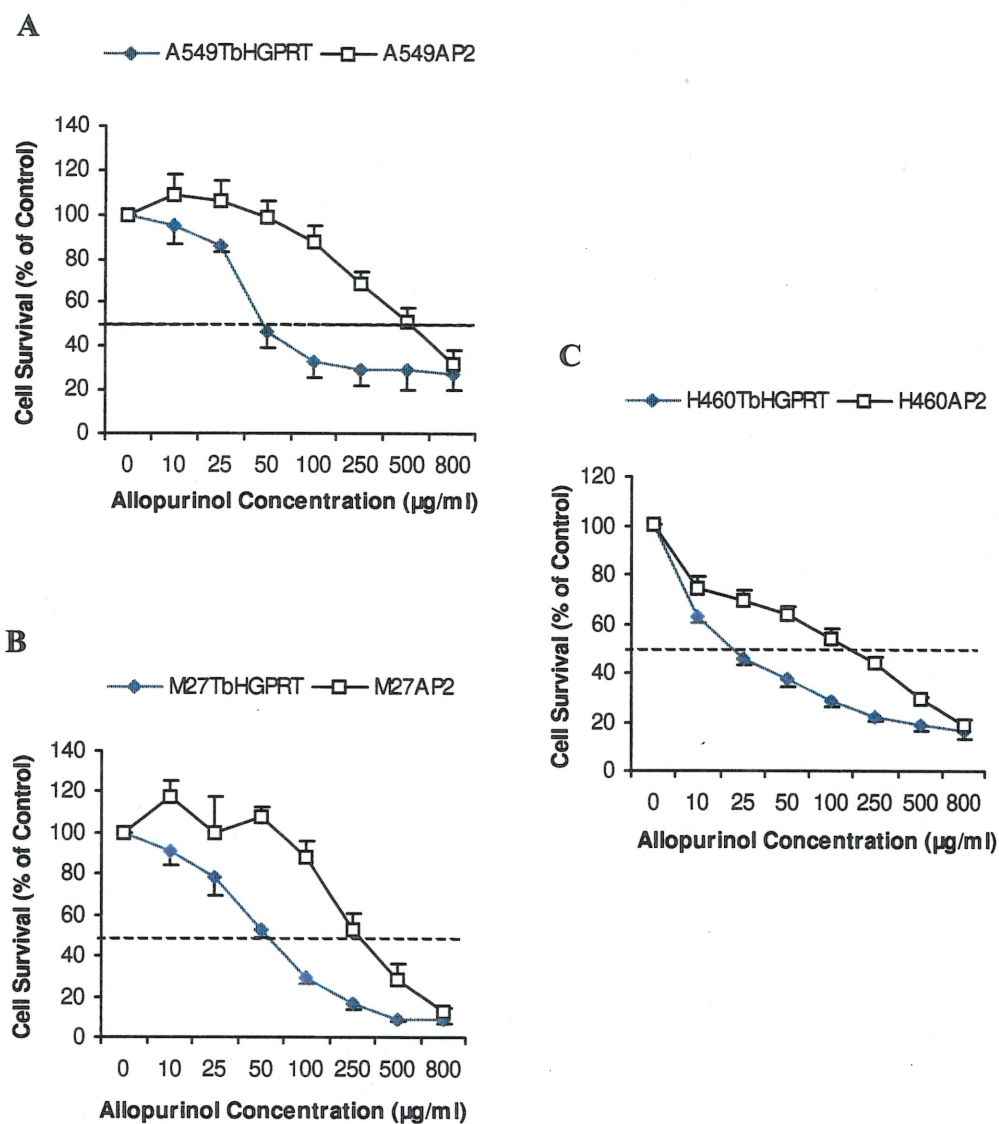 A
A549TbHGPRT A549AP2
140
120
100
80
60
40
20
0
Cell Survival (% of Control)
0 10 25 50 100 250 500 800
Allopurinol Concentration (µg/ml)
B
M27TbHGPRT M27AP2
140
120
100
80
60
40
20
0
Cell Survival (% of Control)
0 10 25 50 100 250 500 800
Allopurinol Concentration (µg/ml)
C
H460TbHGPRT H460AP2
120
100
80
60
40
20
0
Cell Survival (% of Control)
0 10 25 50 100 250 500 800
Allopurinol Concentration (µg/ml)